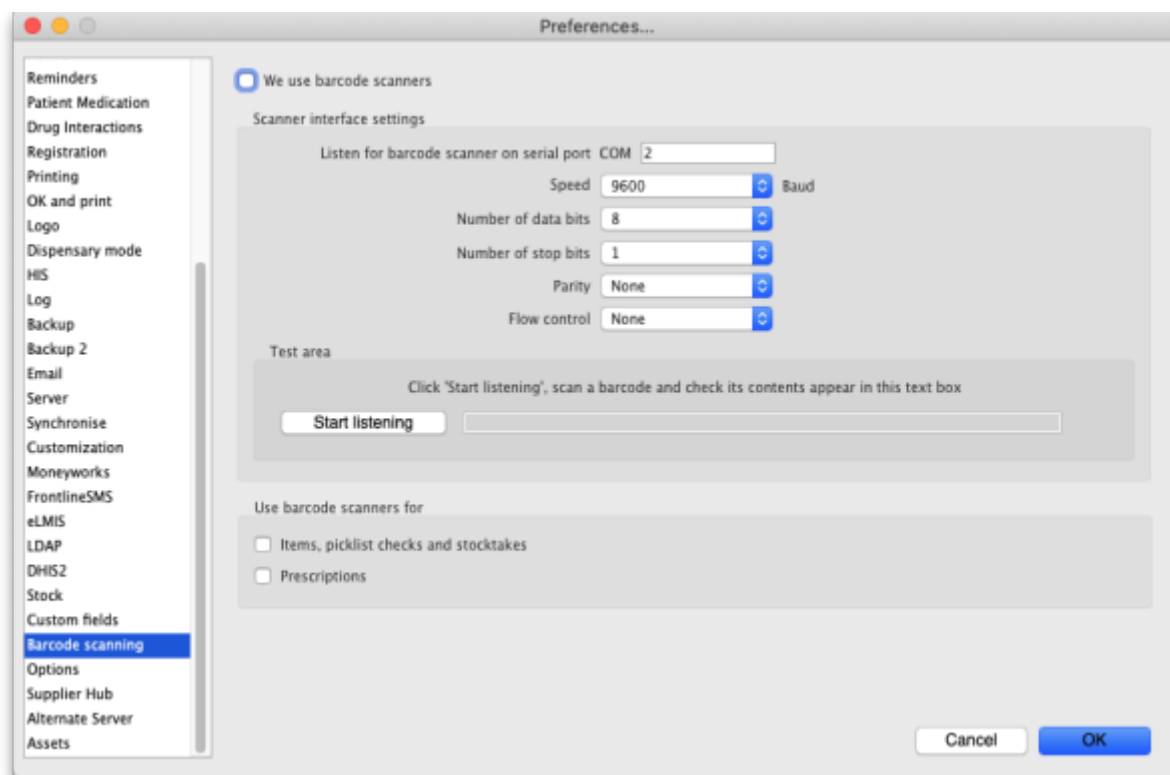 Preferences...
Reminders
Patient Medication
Drug Interactions
Registration
Printing
OK and print
Logo
Dispensary mode
HIS
Log
Backup
Backup 2
Email
Server
Synchronise
Customization
Moneyworks
FrontlineSMS
eLMIS
LDAP
DHIS2
Stock
Custom fields
Barcode scanning
Options
Supplier Hub
Alternate Server
Assets
We use barcode scanners
Scanner interface settings
Listen for barcode scanner on serial port COM 2
Speed 9600 Baud
Number of data bits 8
Number of stop bits 1
Parity None
Flow control None
Test area
Click 'Start listening', scan a barcode and check its contents appear in this text box
Start listening
Use barcode scanners for
Items, picklist checks and stocktakes
Prescriptions
Cancel OK